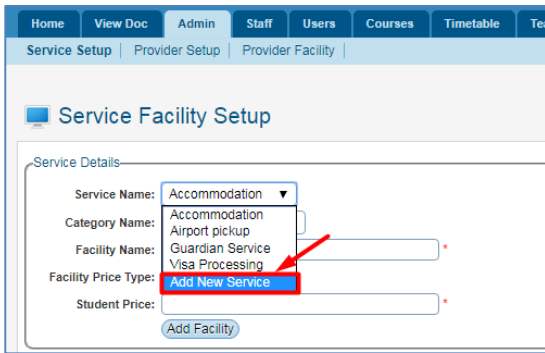 Home View Doc Admin Staff Users Courses Timetable
Service Setup | Provider Setup | Provider Facility |
Service Facility Setup
Service Details
Service Name: Accommodation
Accommodation
Category Name: Airport pickup
Facility Name: Guardian Service *
Visa Processing
Facility Price Type: Add New Service
Student Price: *
Add Facility